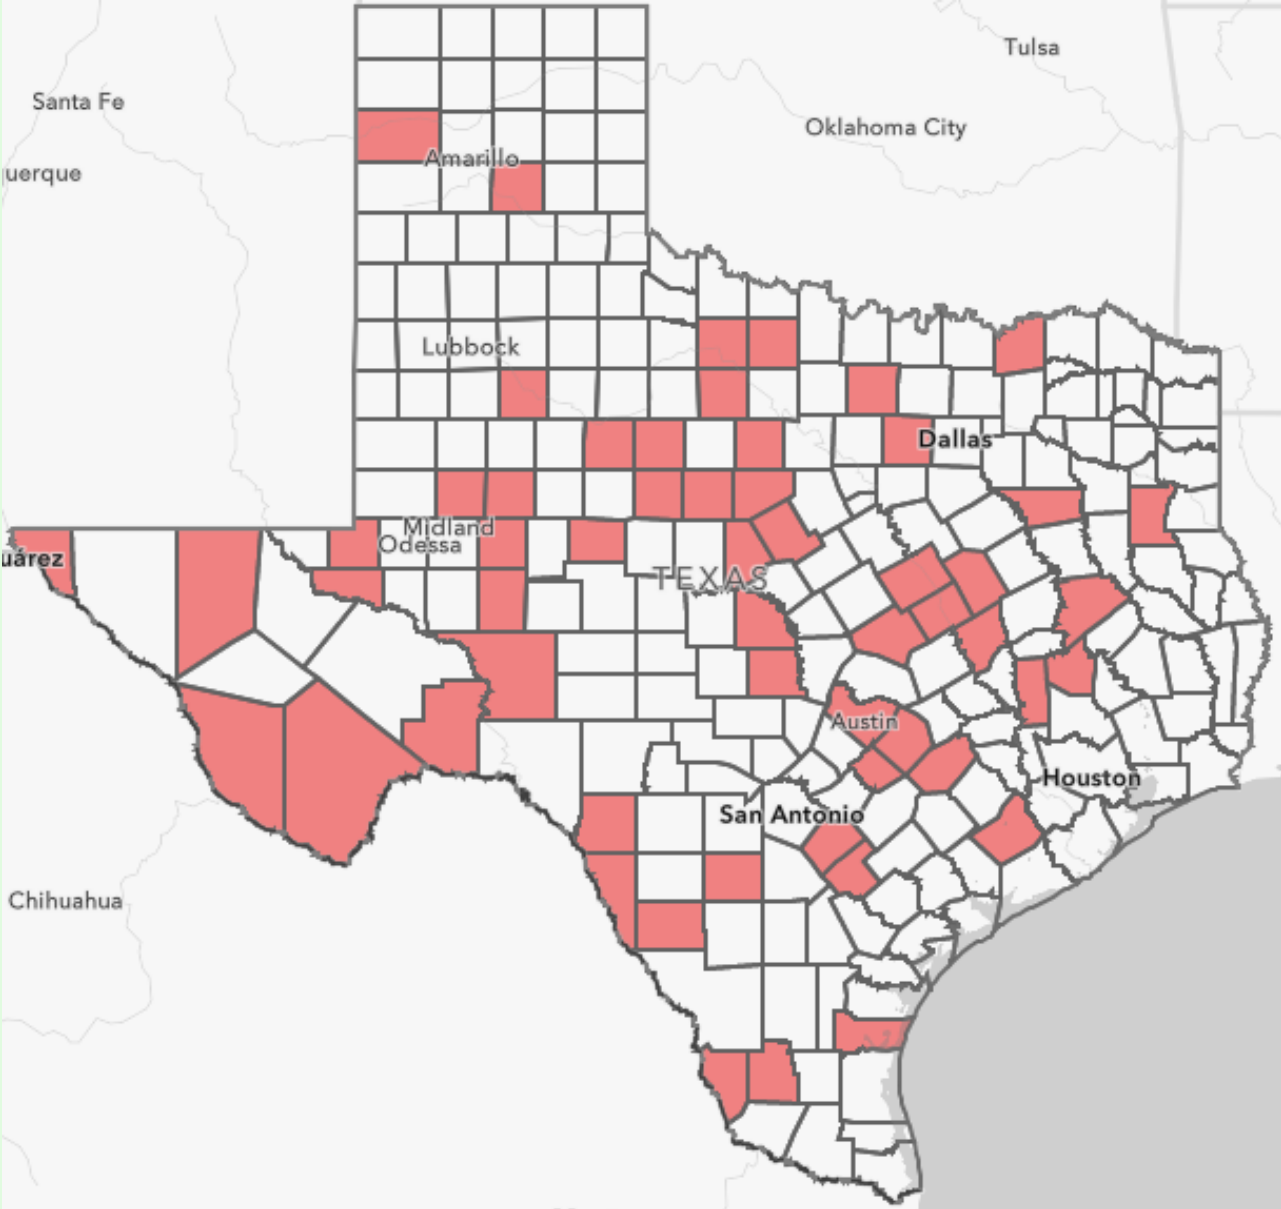 Tulsa
Santa Fe
Oklahoma City
Amarillo
uerque
Lubbock
Dallas
Midland
Odessa
uárez
TEXAS
Austin
Houston
San Antonio
Chihuahua